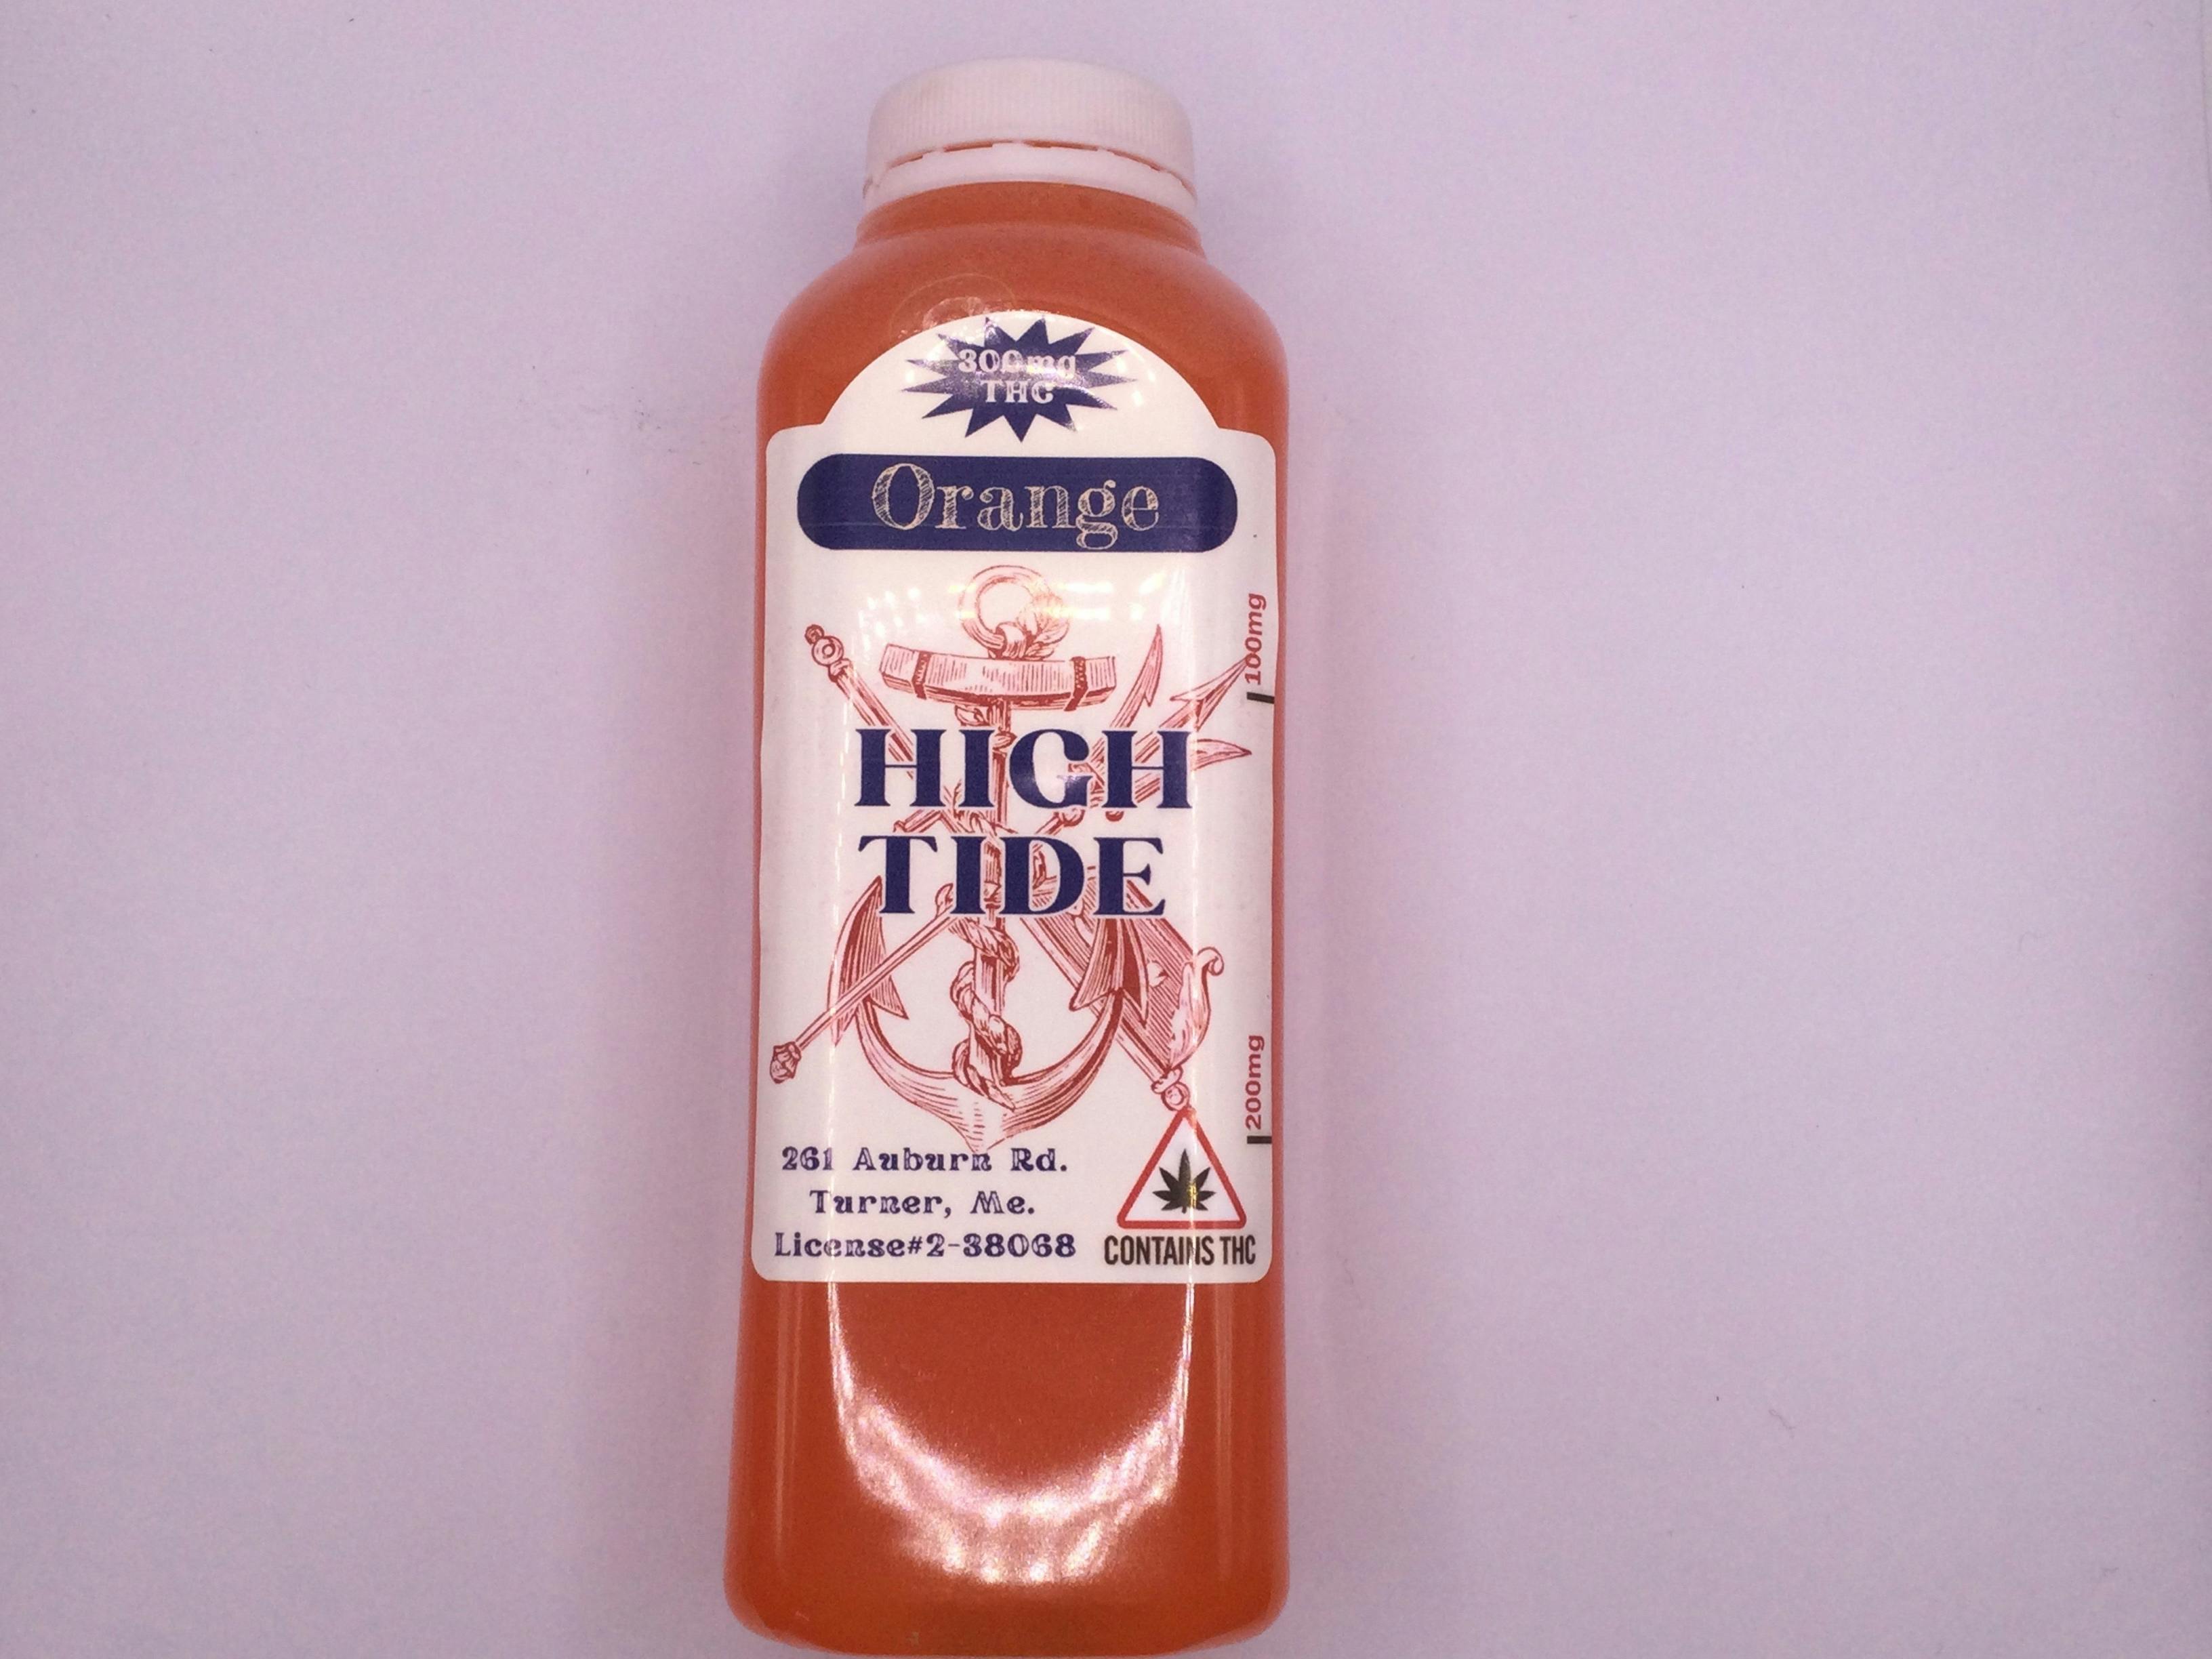 300mg
THC
Orange
100mg
HIGH
TIDE
200mg
261 Auburn Rd.
Turner, Me.
License#2-38068
CONTAINS THC